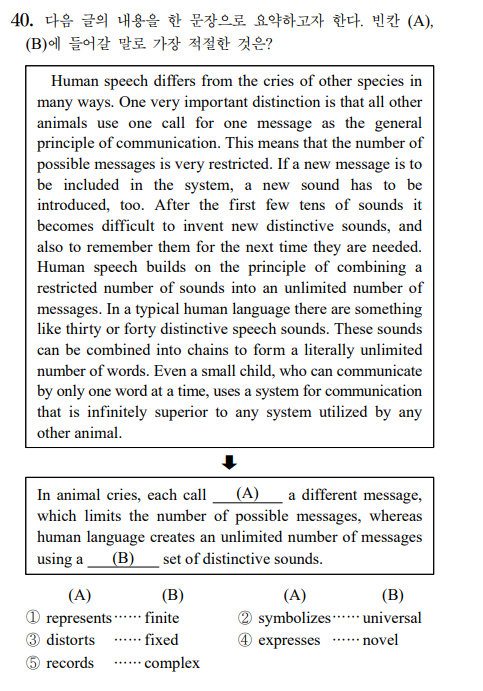 40. 다음 글의 내용을 한 문장으로 요약하고자 한다. 빈칸 (A),
(B)에 들어갈 말로 가장 적절한 것은?
Human speech differs from the cries of other species in
many ways. One very important distinction is that all other
animals use one call for one message as the general
principle of communication. This means that the number of
possible messages is very restricted. If a new message is to
be included in the system, a new sound has to be
introduced, too. After the first few tens of sounds it
becomes difficult to invent new distinctive sounds, and
also to remember them for the next time they are needed.
Human speech builds on the principle of combining a
restricted number of sounds into an unlimited number of
messages. In a typical human language there are something
like thirty or forty distinctive speech sounds. These sounds
can be combined into chains to form a literally unlimited
number of words. Even a small child, who can communicate
by only one word at a time, uses a system for communication
that is infinitely superior to any system utilized by any
other animal.
In animal cries, each call (A) a different message,
which limits the number of possible messages, whereas
human language creates an unlimited number of messages
using a (B) set of distinctive sounds.
(A) (B) (A) (B)
① represents …… finite ② symbolizes …… universal
③ distorts …… fixed ④ expresses …… novel
⑤ records …… complex